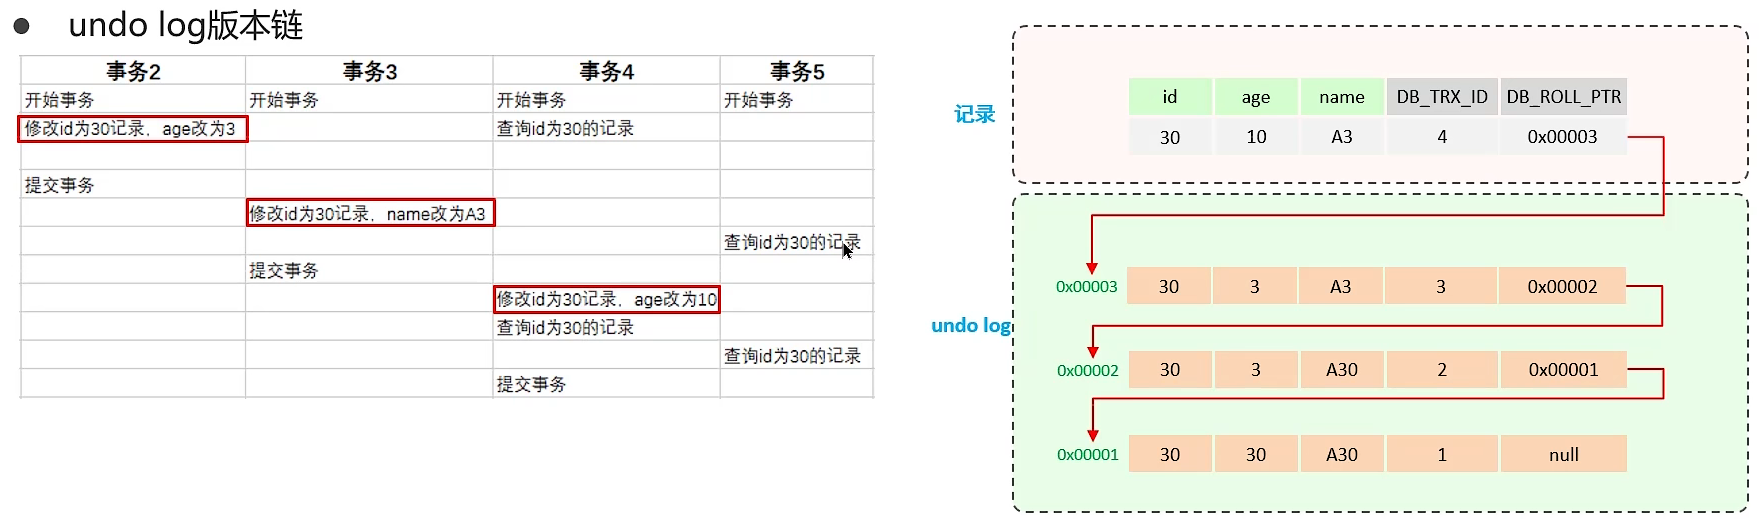 ● undo log版本链
事务2 事务3 事务4 事务5
开始事务 开始事务 开始事务 开始事务
修改id为30记录，age改为3 查询id为30的记录
提交事务
修改id为30记录，name改为A3
查询id为30的记录
提交事务
修改id为30记录，age改为10
查询id为30的记录
查询id为30的记录
提交事务
记录
id age name DB_TRX_ID DB_ROLL_PTR
30 10 A3 4 0x00003
undo log
0x00003 30 3 A3 3 0x00002
0x00002 30 3 A30 2 0x00001
0x00001 30 30 A30 1 null